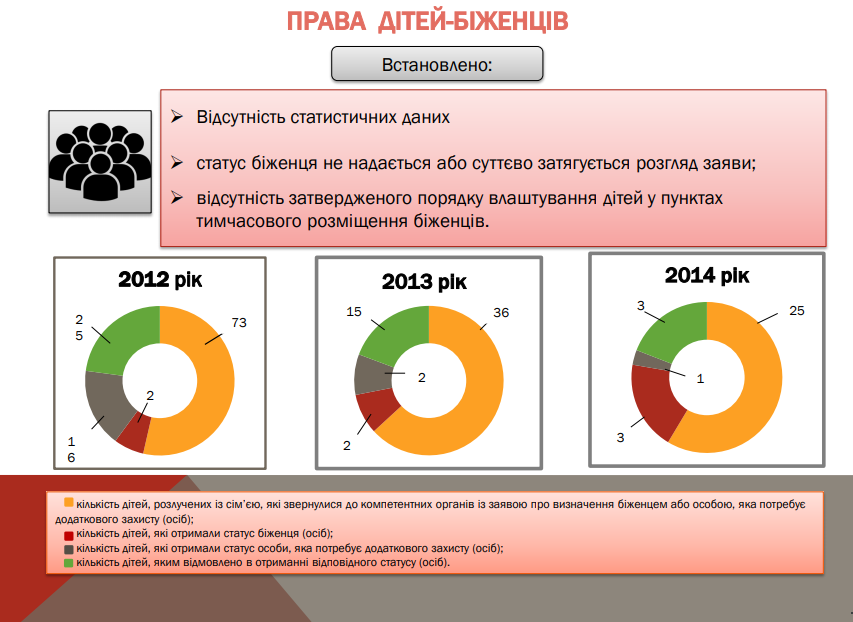 ПРАВА ДІТЕЙ-БІЖЕНЦІВ
Встановлено:
Відсутність статистичних даних
статус біженця не надається або суттєво затягується розгляд заяви;
відсутність затвердженого порядку влаштування дітей у пунктах
тимчасового розміщення біженців.
2012 рік
73
2
16
25
2013 рік
36
2
2
15
2014 рік
25
3
1
3
кількість дітей, розлучених із сім'єю, які звернулися до компетентних органів із заявою про визначення біженцем або особою, яка потребує
додаткового захисту (осіб);
кількість дітей, які отримали статус біженця (осіб);
кількість дітей, які отримали статус особи, яка потребує додаткового захисту (осіб);
кількість дітей, яким відмовлено в отриманні відповідного статусу (осіб).